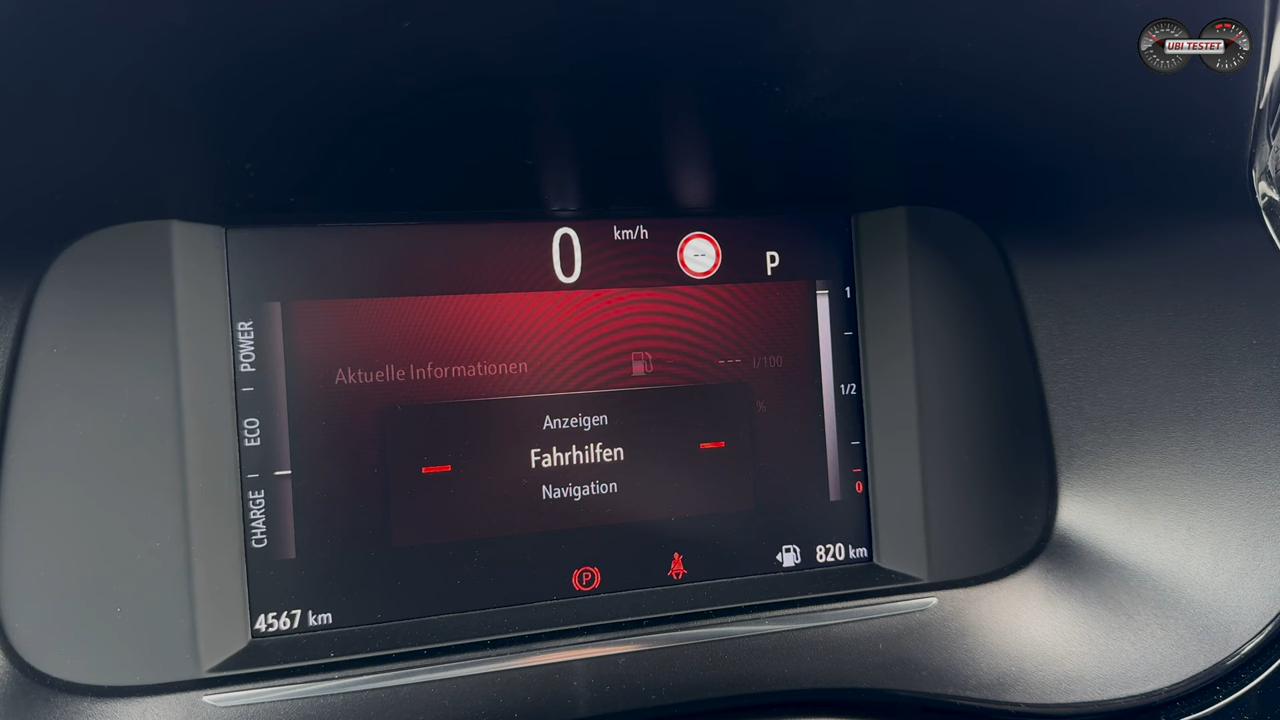 UBI TESTET
0 km/h -- P
POWER
ECO
CHARGE
Aktuelle Informationen - --- l/100
%
Anzeigen
Fahrhilfen
Navigation
1
1/2
0
P
820 km
4567 km